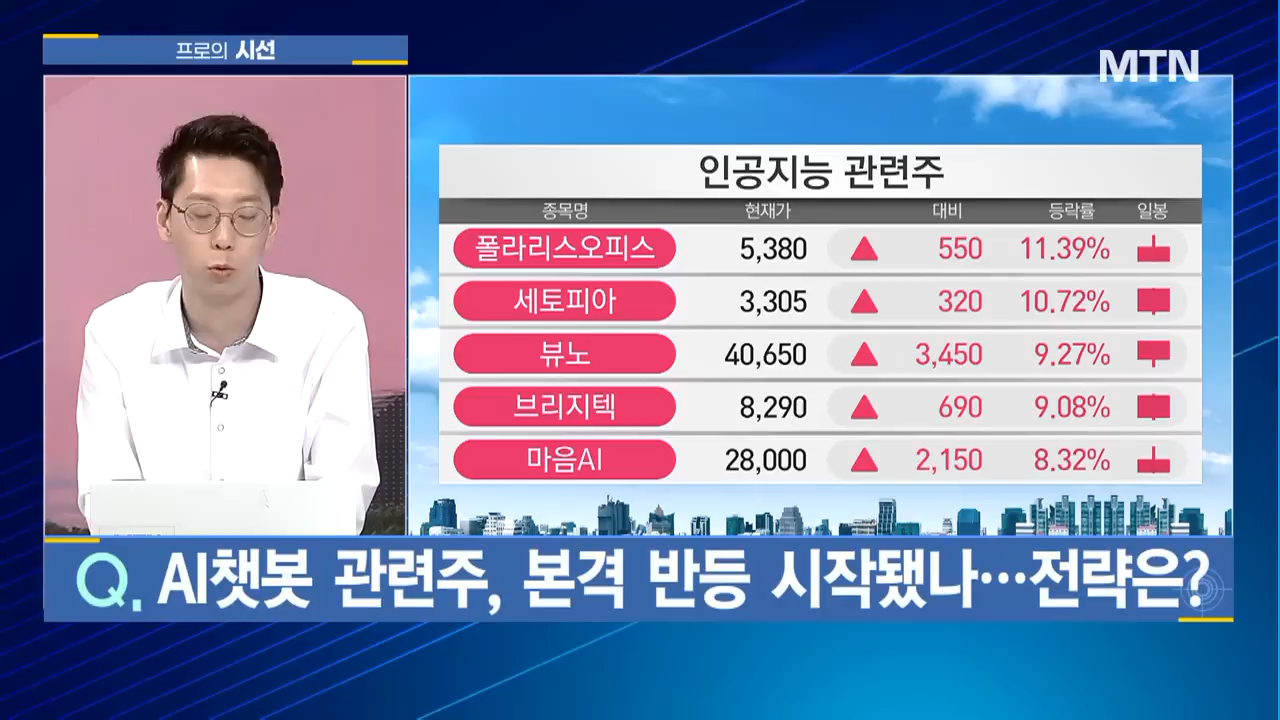 프로의 시선
MTN
인공지능 관련주
종목명 현재가 대비 등락률 일봉
폴라리스오피스 5,380 ▲ 550 11.39%
세토피아 3,305 ▲ 320 10.72%
뷰노 40,650 ▲ 3,450 9.27%
브리지텍 8,290 ▲ 690 9.08%
마음AI 28,000 ▲ 2,150 8.32%
Q. AI챗봇 관련주, 본격 반등 시작됐나…전략은?